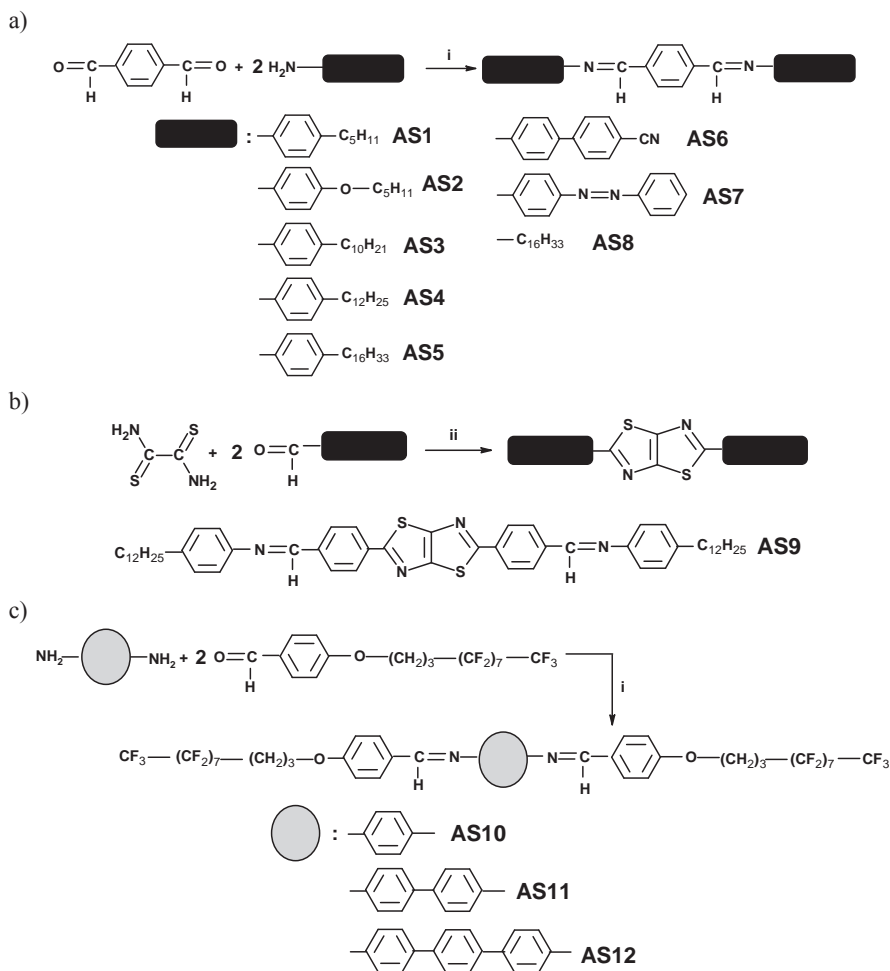 a)
O=C–H C=O H + 2 H₂N– i –N=C–H C=N– H
: –C₅H₁₁ AS1 –CN AS6
–O–C₅H₁₁ AS2 –N=N– AS7
–C₁₀H₂₁ AS3 –C₁₆H₃₃ AS8
–C₁₂H₂₅ AS4
–C₁₆H₃₃ AS5
b)
H₂N S C–C S NH₂ + 2 O=C–H ii S N N S
C₁₂H₂₅– –N=C–H S N N S C=N– H –C₁₂H₂₅ AS9
c)
NH₂– –NH₂ + 2 O=C–H –O–(CH₂)₃–(CF₂)₇–CF₃
i
CF₃–(CF₂)₇–(CH₂)₃–O– –C=N– H –N=C–H –O–(CH₂)₃–(CF₂)₇–CF₃
: AS10
AS11
AS12